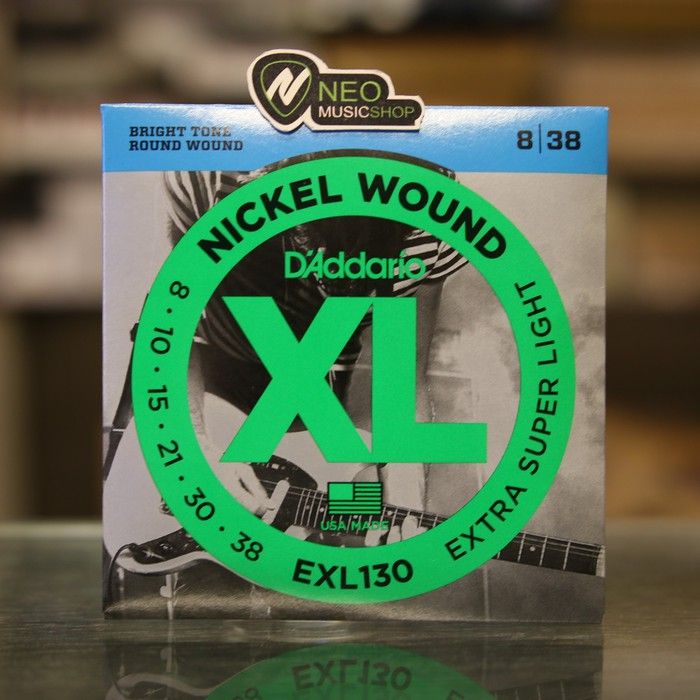 NEO
MUSICSHOP
BRIGHT TONE
ROUND WOUND
8|38
NICKEL WOUND
D'Addario
XL
8 · 10 · 15 · 21 · 30 · 38
EXTRA SUPER LIGHT
USA MADE
EXL130
EXL130